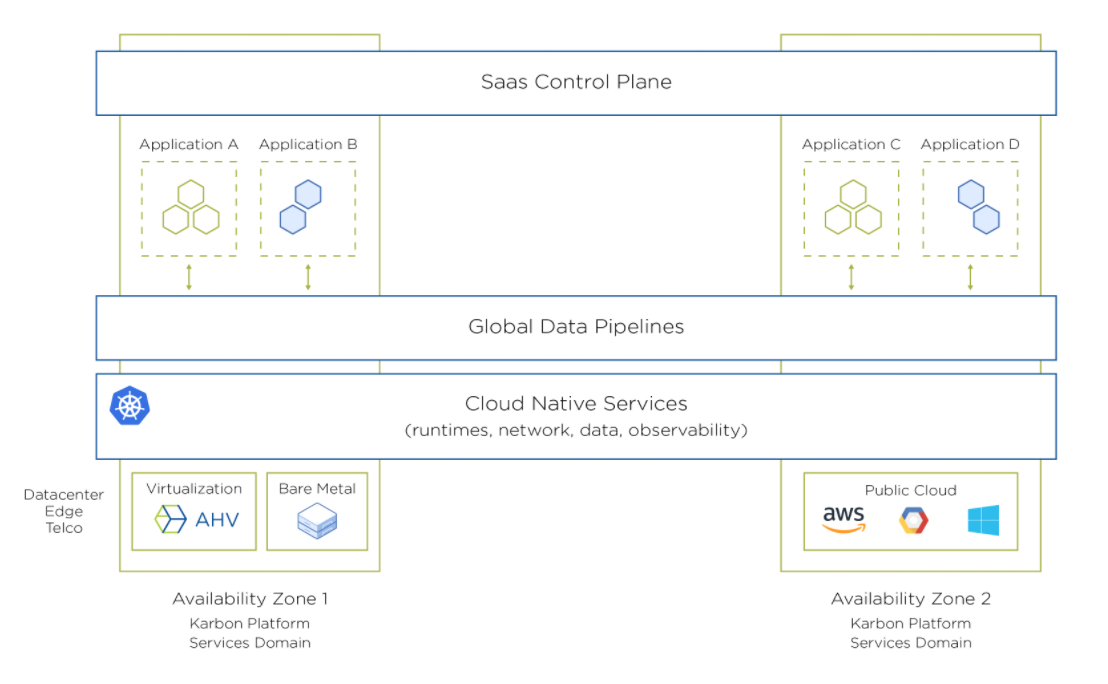 Saas Control Plane
Application A
Application B
Application C
Application D
Global Data Pipelines
Cloud Native Services
(runtimes, network, data, observability)
Datacenter
Edge
Telco
Virtualization
AHV
Bare Metal
Public Cloud
aws
Availability Zone 1
Karbon Platform
Services Domain
Availability Zone 2
Karbon Platform
Services Domain